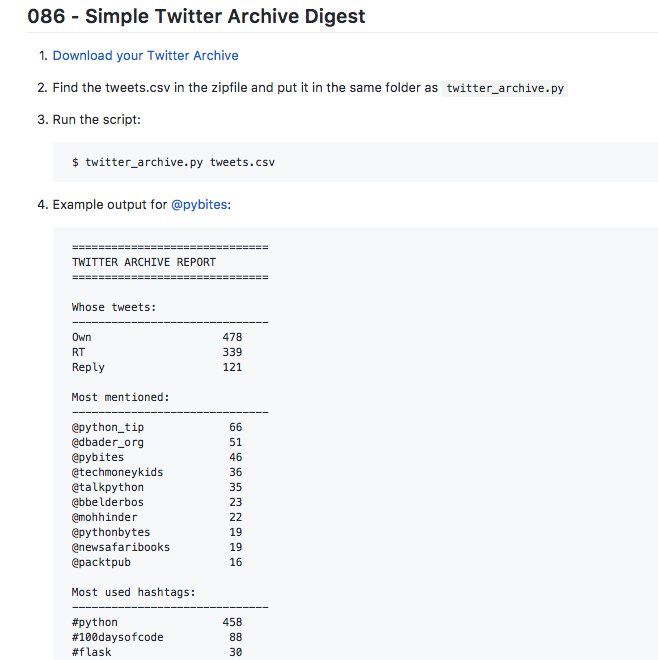 086 - Simple Twitter Archive Digest
1. Download your Twitter Archive
2. Find the tweets.csv in the zipfile and put it in the same folder as twitter_archive.py
3. Run the script:
$ twitter_archive.py tweets.csv
4. Example output for @pybites:
==============================
TWITTER ARCHIVE REPORT
==============================
Whose tweets:
------------------------------
Own 478
RT 339
Reply 121
Most mentioned:
------------------------------
@python_tip 66
@dbader_org 51
@pybites 46
@techmoneykids 36
@talkpython 35
@bbelderbos 23
@mohhinder 22
@pythonbytes 19
@newsafaribooks 19
@packtpub 16
Most used hashtags:
------------------------------
#python 458
#100daysofcode 88
#flask 30